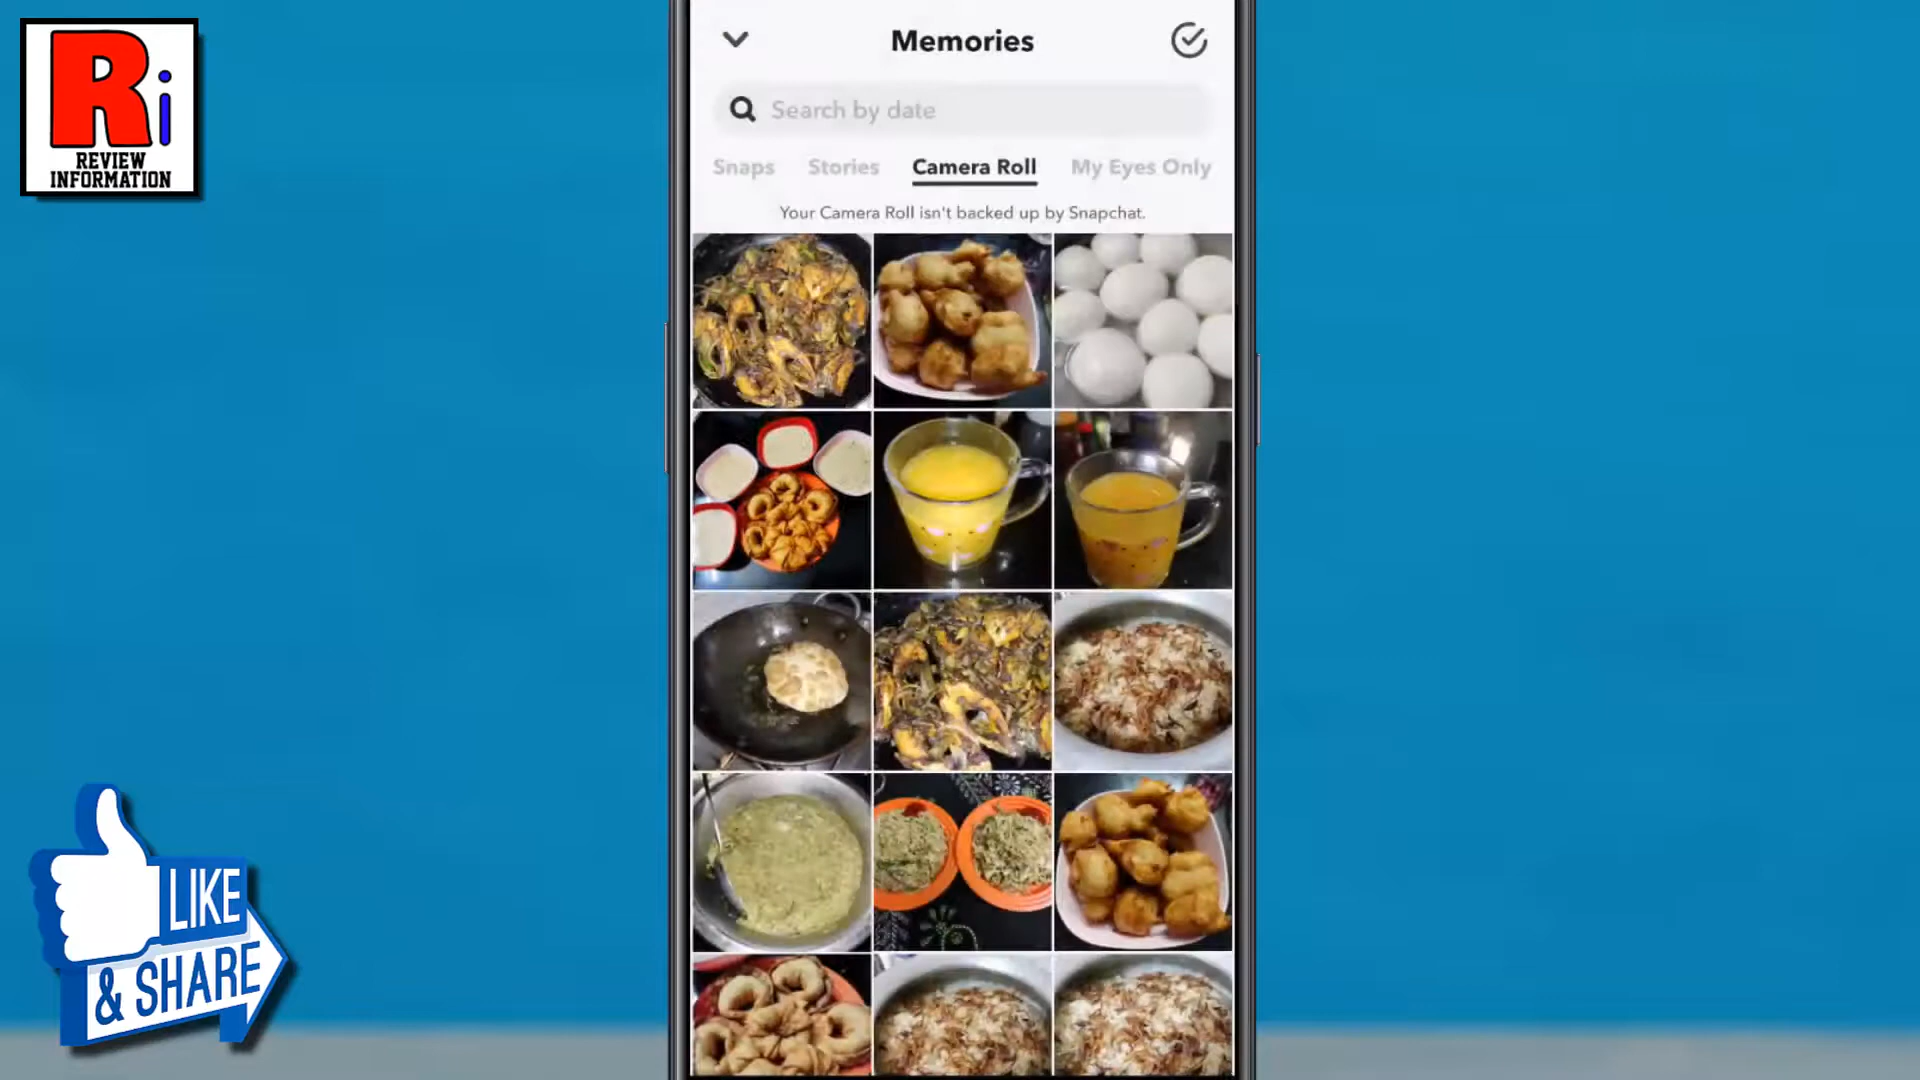 Ri
REVIEW
INFORMATION
Memories
Search by date
Snaps Stories Camera Roll My Eyes Only
Your Camera Roll isn't backed up by Snapchat.
LIKE
& SHARE